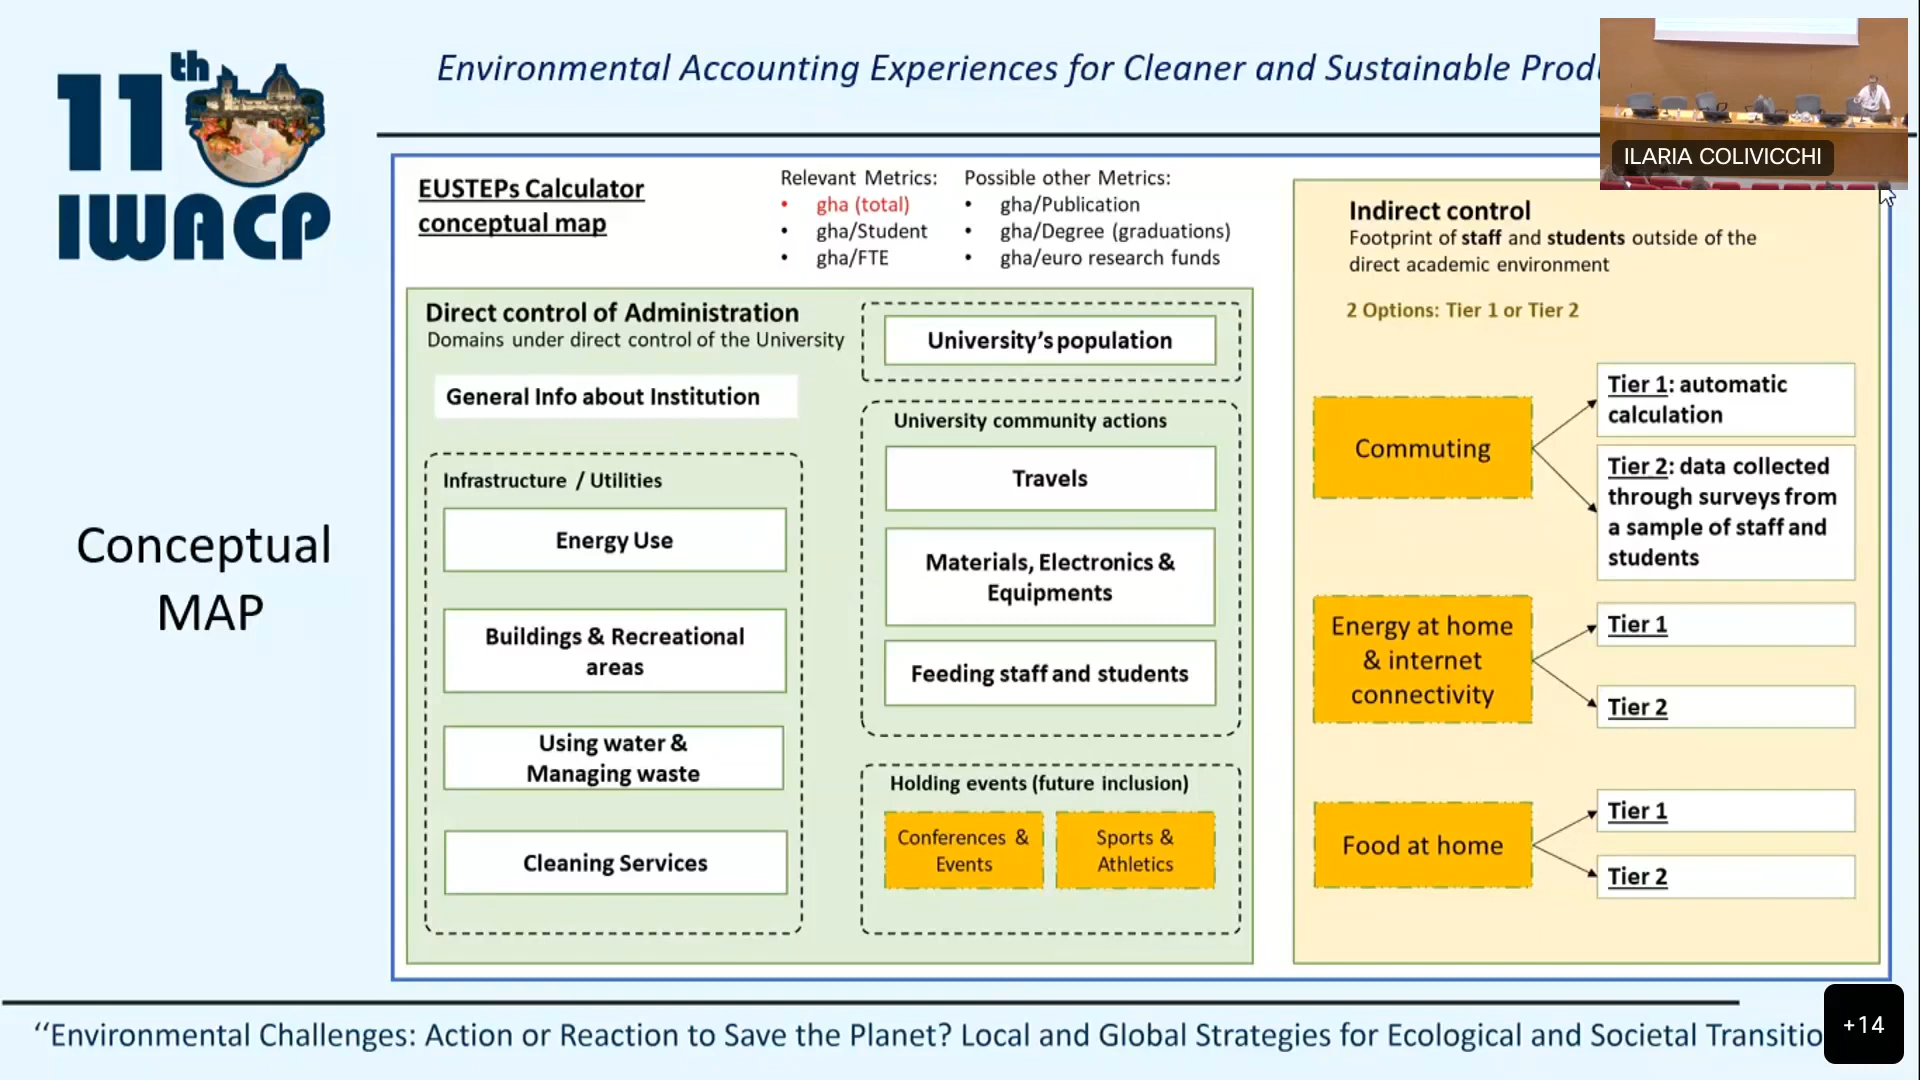 11th
IWACP
Environmental Accounting Experiences for Cleaner and Sustainable
ILARIA COLIVICCHI
Conceptual
MAP
EUSTEPs Calculator
conceptual map
Relevant Metrics:
• gha (total)
• gha/Student
• gha/FTE
Possible other Metrics:
• gha/Publication
• gha/Degree (graduations)
• gha/euro research funds
Direct control of Administration
Domains under direct control of the University
General Info about Institution
Infrastructure / Utilities
Energy Use
Buildings & Recreational
areas
Using water &
Managing waste
Cleaning Services
University's population
University community actions
Travels
Materials, Electronics &
Equipments
Feeding staff and students
Holding events (future inclusion)
Conferences &
Events
Sports &
Athletics
Indirect control
Footprint of staff and students outside of the
direct academic environment
2 Options: Tier 1 or Tier 2
Commuting
Tier 1: automatic
calculation
Tier 2: data collected
through surveys from
a sample of staff and
students
Energy at home
& internet
connectivity
Tier 1
Tier 2
Food at home
Tier 1
Tier 2
“Environmental Challenges: Action or Reaction to Save the Planet? Local and Global Strategies for Ecological and Societal
+14